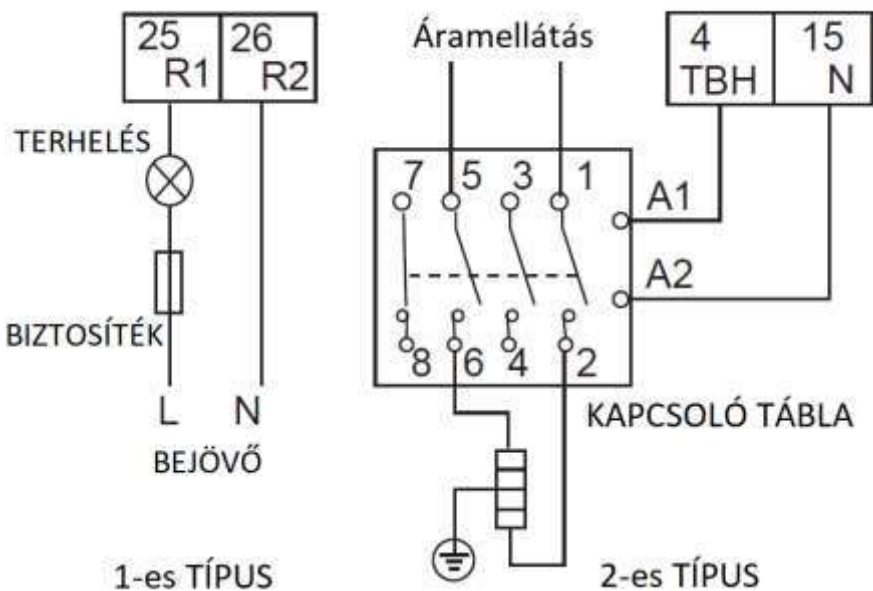 25 26
R1 R2
TERHELÉS
BIZTOSÍTÉK
L N
BEJÖVŐ
1-es TÍPUS
Áramellátás
4 15
TBH N
7 5 3 1
A1
A2
8 6 4 2
KAPCSOLÓ TÁBLA
2-es TÍPUS